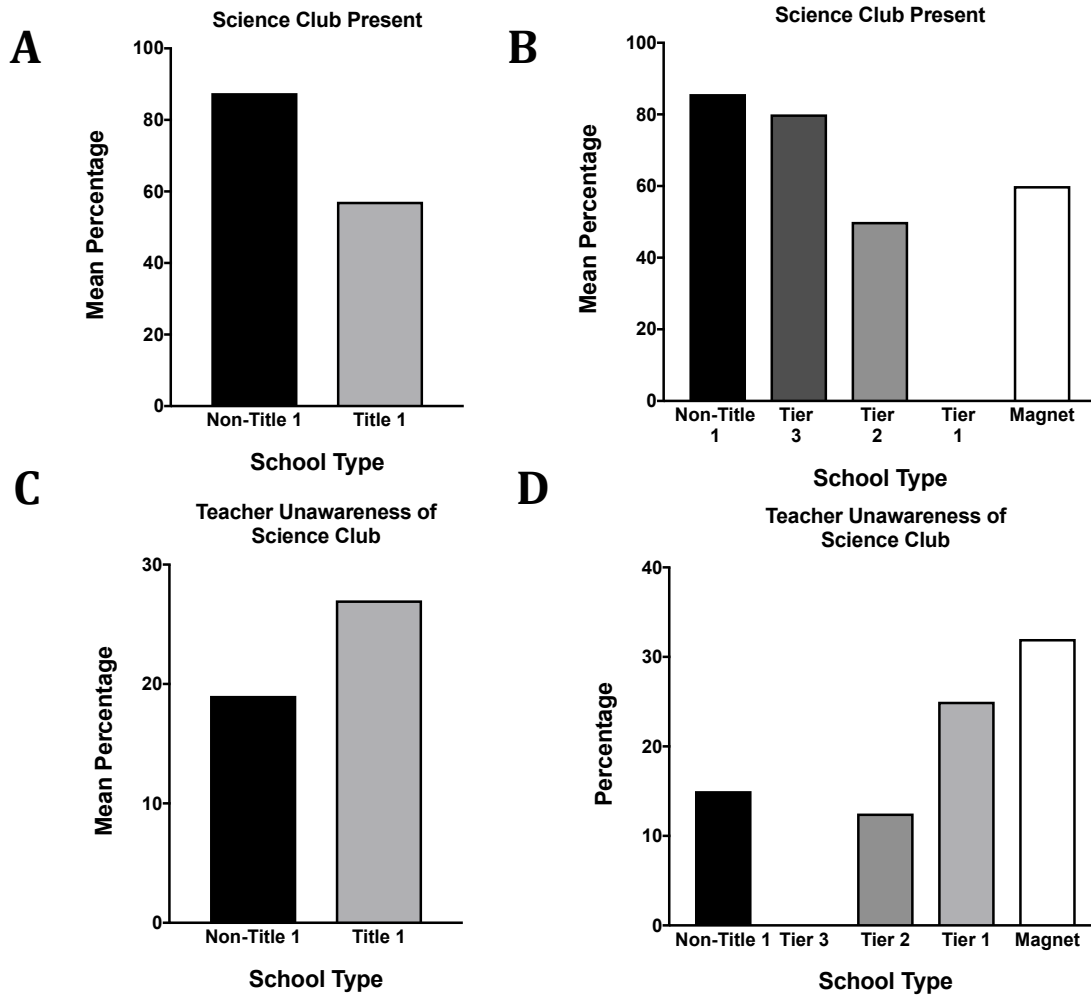 A
Science Club Present
Mean Percentage
100
80
60
40
20
0
Non-Title 1 Title 1
School Type
B
Science Club Present
Mean Percentage
100
80
60
40
20
0
Non-Title Tier Tier Tier Magnet
1 3 2 1
School Type
C
Teacher Unawareness of
Science Club
Mean Percentage
30
20
10
0
Non-Title 1 Title 1
School Type
D
Teacher Unawareness of
Science Club
Percentage
40
30
20
10
0
Non-Title 1 Tier 3 Tier 2 Tier 1 Magnet
School Type